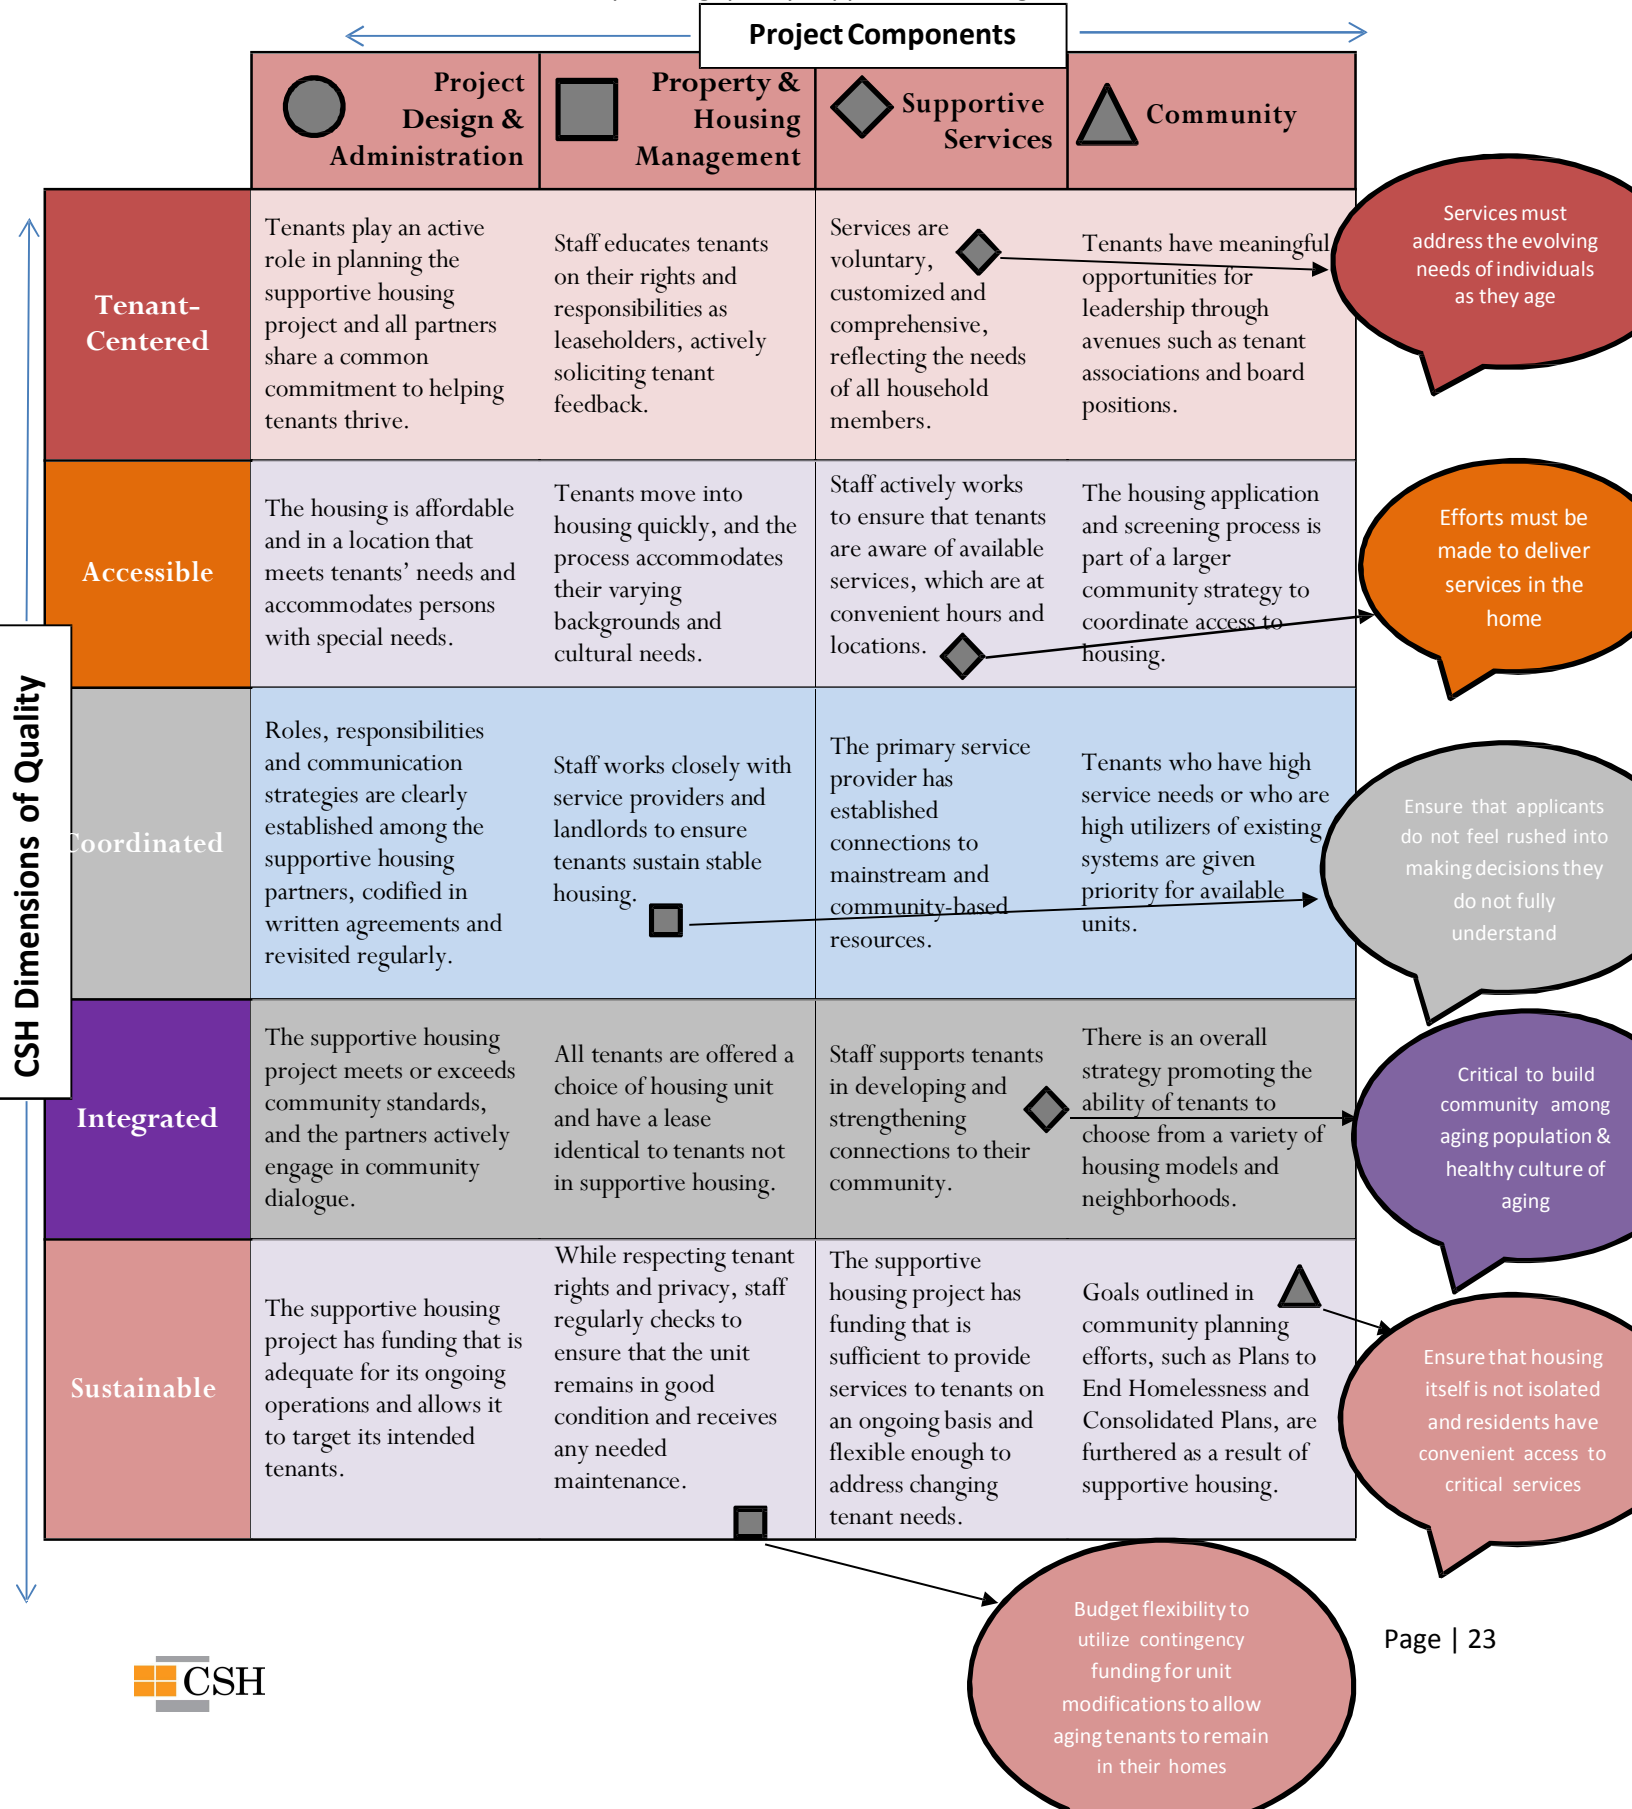 Project Components
Project
Design &
Administration
Property &
Housing
Management
Supportive
Services
Community
CSH Dimensions of Quality
Tenant-
Centered
Tenants play an active
role in planning the
supportive housing
project and all partners
share a common
commitment to helping
tenants thrive.
Staff educates tenants
on their rights and
responsibilities as
leaseholders, actively
soliciting tenant
feedback.
Services are
voluntary,
customized and
comprehensive,
reflecting the needs
of all household
members.
Tenants have meaningful
opportunities for
leadership through
avenues such as tenant
associations and board
positions.
Services must
address the evolving
needs of individuals
as they age
Accessible
The housing is affordable
and in a location that
meets tenants’ needs and
accommodates persons
with special needs.
Tenants move into
housing quickly, and the
process accommodates
their varying
backgrounds and
cultural needs.
Staff actively works
to ensure that tenants
are aware of available
services, which are at
convenient hours and
locations.
The housing application
and screening process is
part of a larger
community strategy to
coordinate access to
housing.
Efforts must be
made to deliver
services in the
home
Coordinated
Roles, responsibilities
and communication
strategies are clearly
established among the
supportive housing
partners, codified in
written agreements and
revisited regularly.
Staff works closely with
service providers and
landlords to ensure
tenants sustain stable
housing.
The primary service
provider has
established
connections to
mainstream and
community-based
resources.
Tenants who have high
service needs or who are
high utilizers of existing
systems are given
priority for available
units.
Ensure that applicants
do not feel rushed into
making decisions they
do not fully
understand
Integrated
The supportive housing
project meets or exceeds
community standards,
and the partners actively
engage in community
dialogue.
All tenants are offered a
choice of housing unit
and have a lease
identical to tenants not
in supportive housing.
Staff supports tenants
in developing and
strengthening
connections to their
community.
There is an overall
strategy promoting the
ability of tenants to
choose from a variety of
housing models and
neighborhoods.
Critical to build
community among
aging population &
healthy culture of
aging
Sustainable
The supportive housing
project has funding that is
adequate for its ongoing
operations and allows it
to target its intended
tenants.
While respecting tenant
rights and privacy, staff
regularly checks to
ensure that the unit
remains in good
condition and receives
any needed
maintenance.
The supportive
housing project has
funding that is
sufficient to provide
services to tenants on
an ongoing basis and
flexible enough to
address changing
tenant needs.
Goals outlined in
community planning
efforts, such as Plans to
End Homelessness and
Consolidated Plans, are
furthered as a result of
supportive housing.
Ensure that housing
itself is not isolated
and residents have
convenient access to
critical services
Budget flexibility to
utilize contingency
funding for unit
modifications to allow
aging tenants to remain
in their homes
Page | 23
CSH